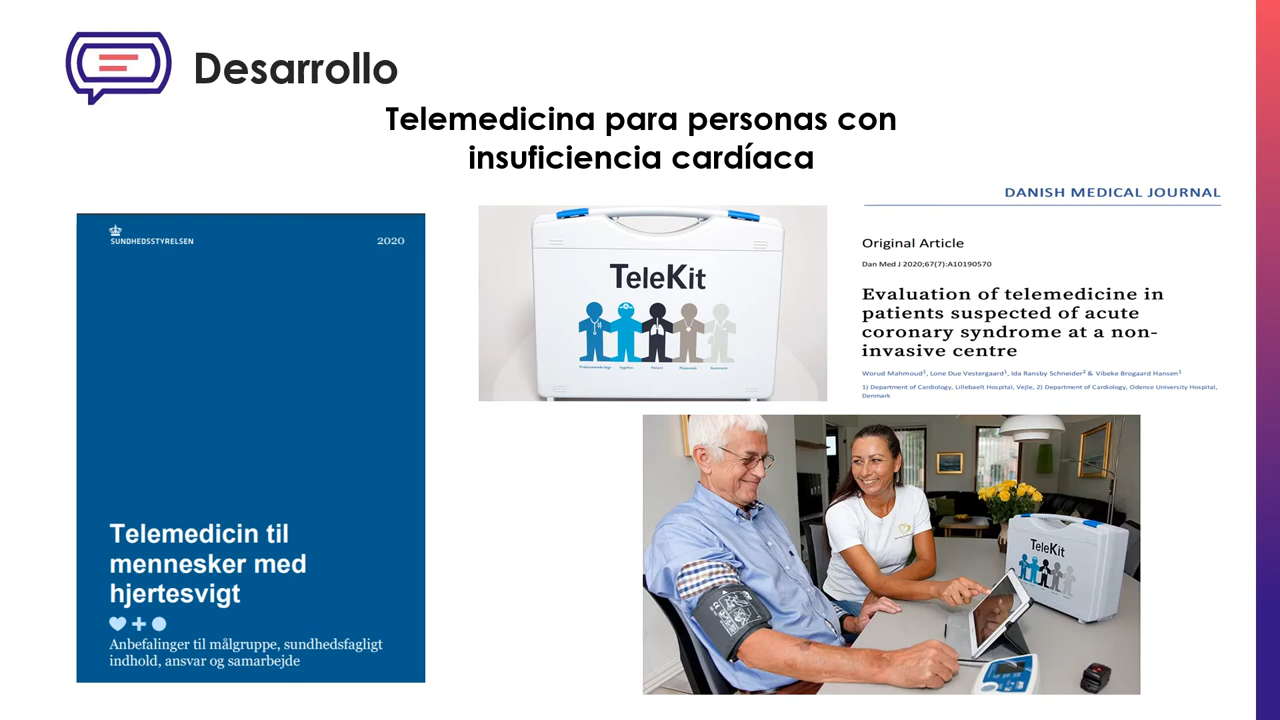 Desarrollo
Telemedicina para personas con
insuficiencia cardíaca
SUNDHEDSSTYRELSEN
2020
Telemedicin til
mennesker med
hjertesvigt
Anbefalinger til målgruppe, sundhedsfagligt
indhold, ansvar og samarbejde
TeleKit
DANISH MEDICAL JOURNAL
Original Article
Dan Med J 2020;67(7):A10190570
Evaluation of telemedicine in
patients suspected of acute
coronary syndrome at a non-
invasive centre
Worud Mahmoud¹, Lone Due Vestergaard¹, Ida Ransby Schneider² & Vibeke Brogaard Hansen¹
1) Department of Cardiology, Lillebaelt Hospital, Vejle, 2) Department of Cardiology, Odense University Hospital,
Denmark
TeleKit